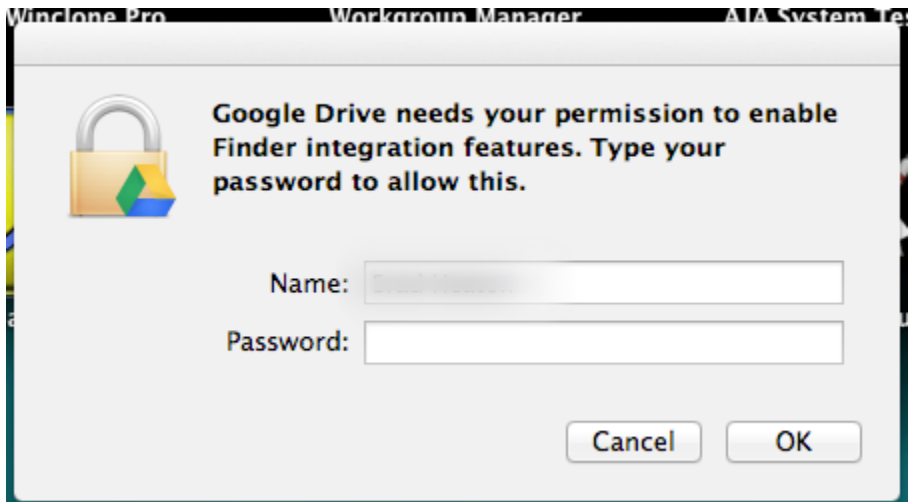 Winclone Pro Workgroup Manager AJA System Tes
Google Drive needs your permission to enable
Finder integration features. Type your
password to allow this.
Name:
Password:
Cancel OK